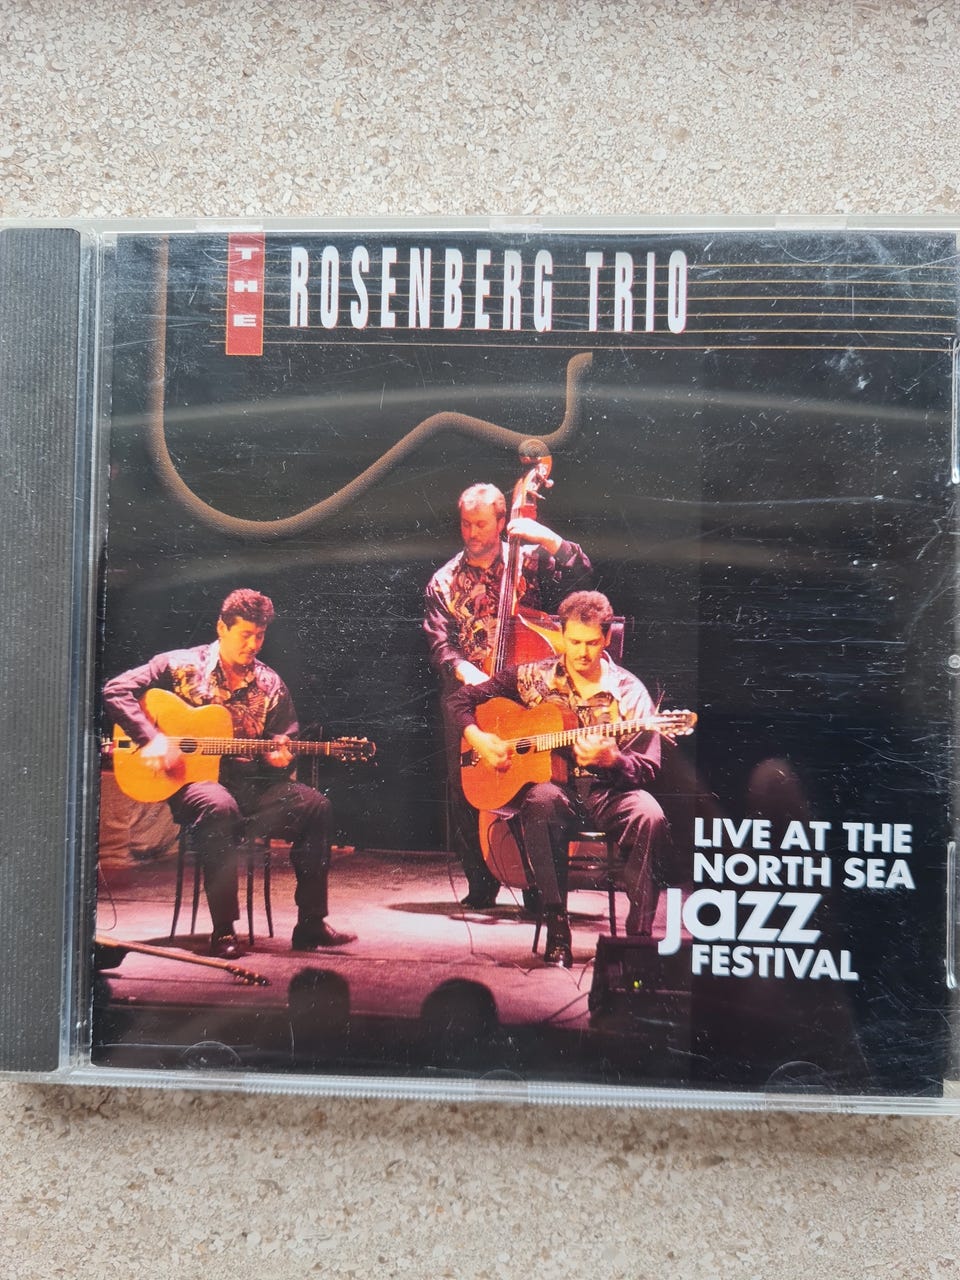 THE
ROSENBERG TRIO
LIVE AT THE
NORTH SEA
jazz
FESTIVAL